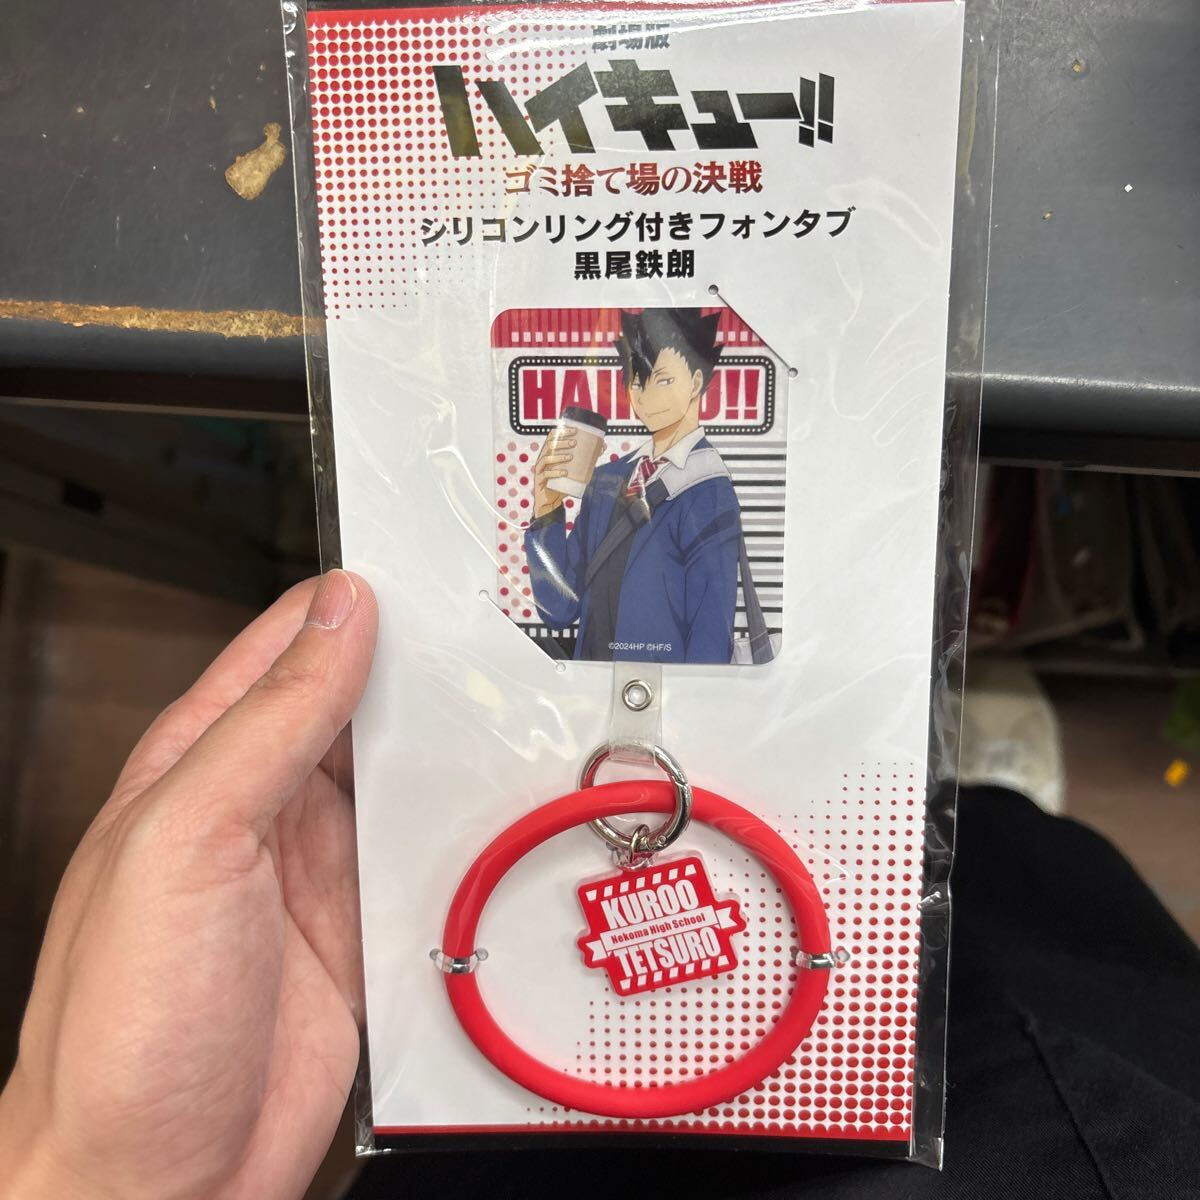 劇場版
ハイキュー!!
ゴミ捨て場の決戦
シリコンリング付きフォンタブ
黒尾鉄朗
©2024HP ©HF/S
KUROO
Nekoma High School
TETSURO